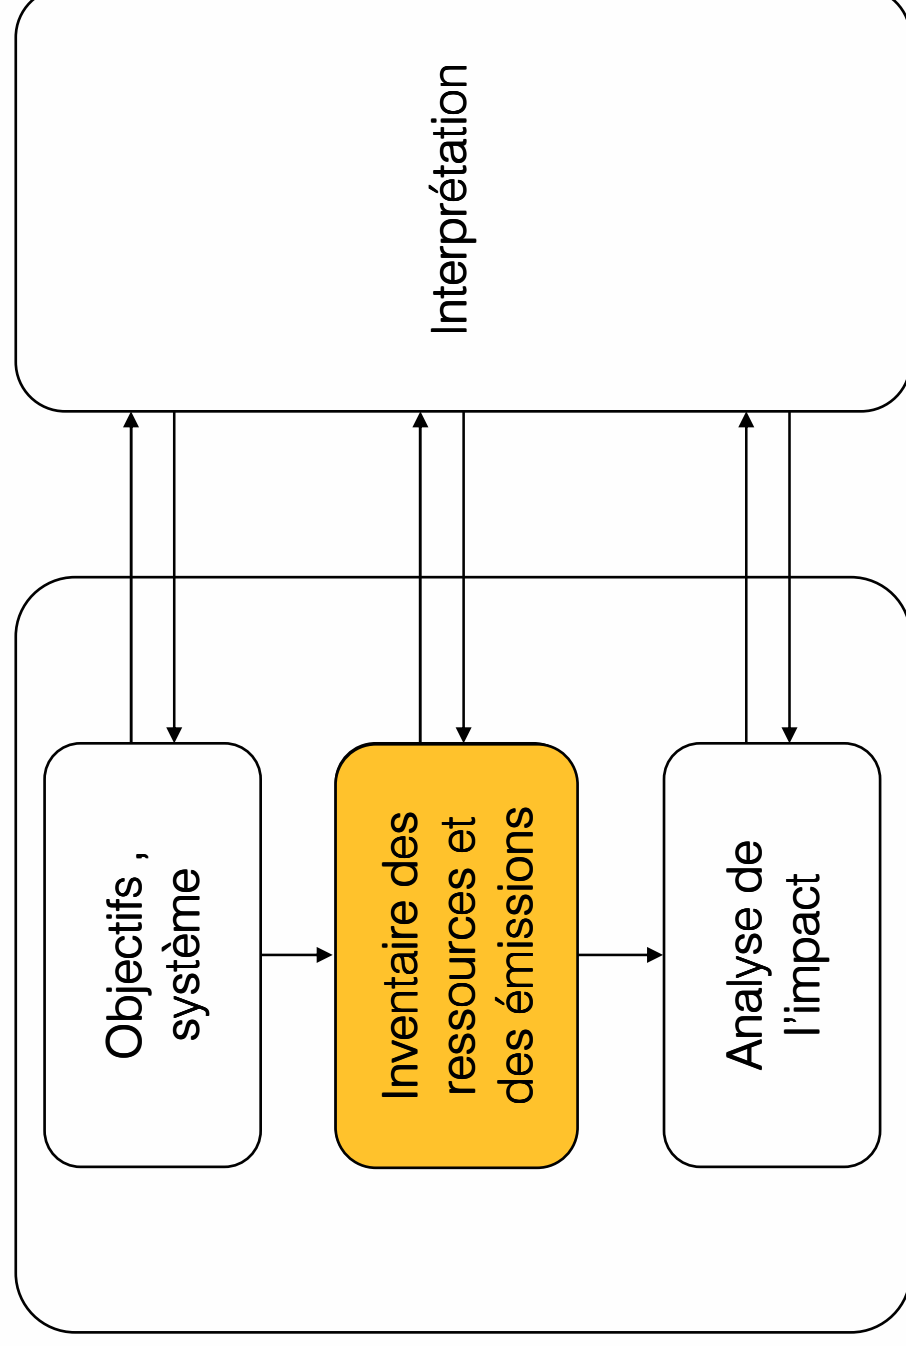 Objectifs ,
système
Inventaire des
ressources et
des émissions
Analyse de
l’impact
Interprétation